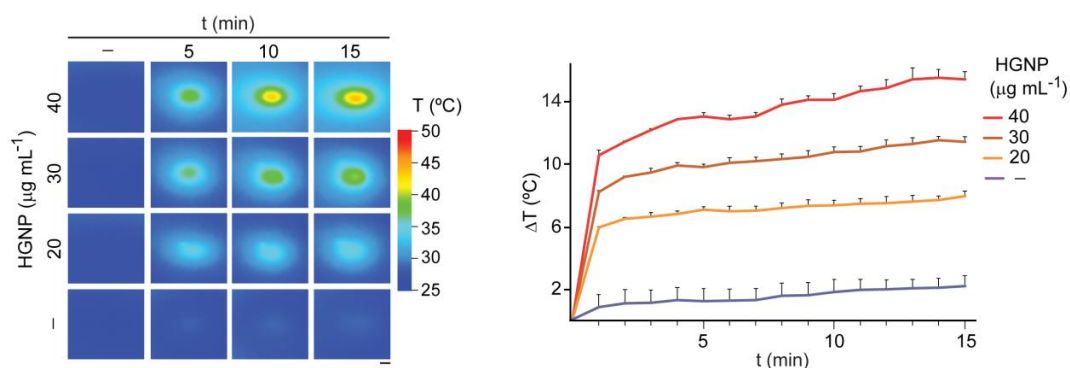 t (min)
– 5 10 15
HGNP (μg mL⁻¹)
40
30
20
–
T (ºC)
50
45
40
35
30
25
ΔT (ºC)
14
10
6
2
5 10 15
t (min)
HGNP
(μg mL⁻¹)
40
30
20
–